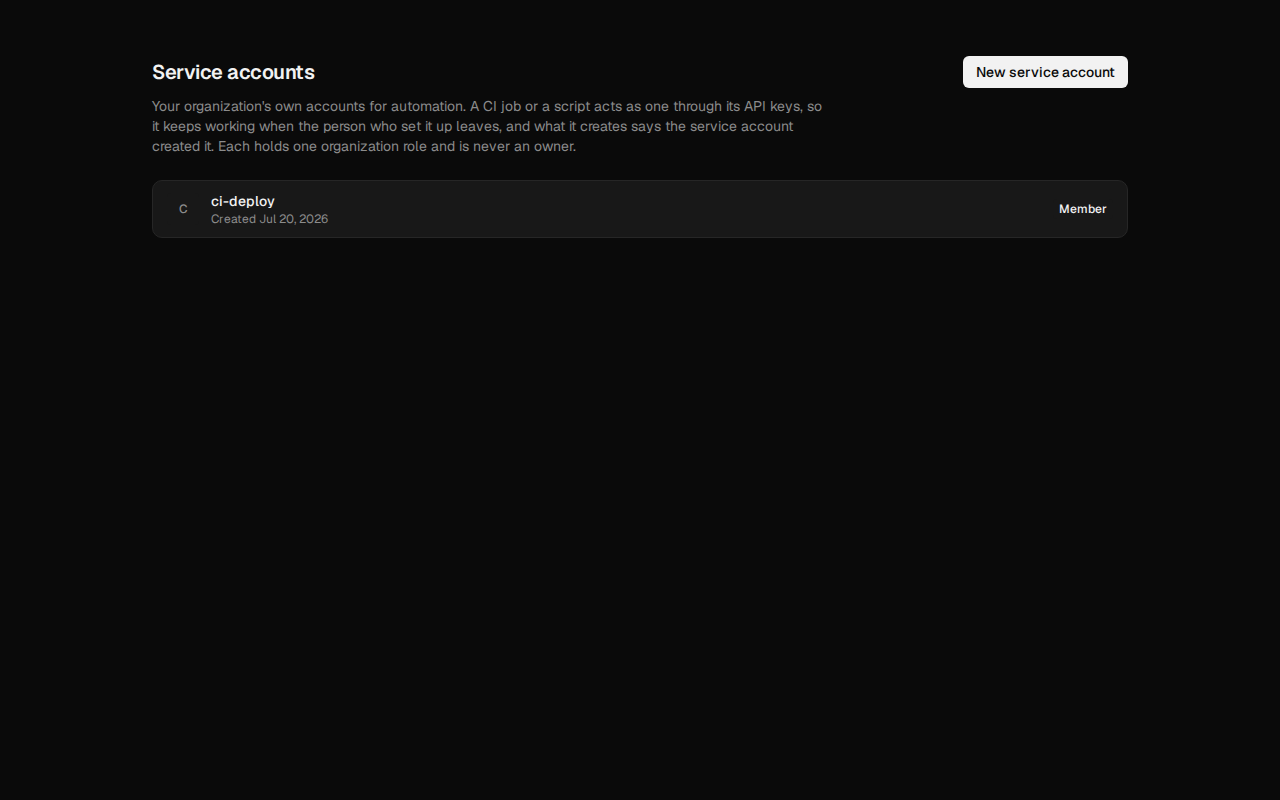 Service accounts
New service account
Your organization's own accounts for automation. A CI job or a script acts as one through its API keys, so
it keeps working when the person who set it up leaves, and what it creates says the service account
created it. Each holds one organization role and is never an owner.
C
ci-deploy
Created Jul 20, 2026
Member